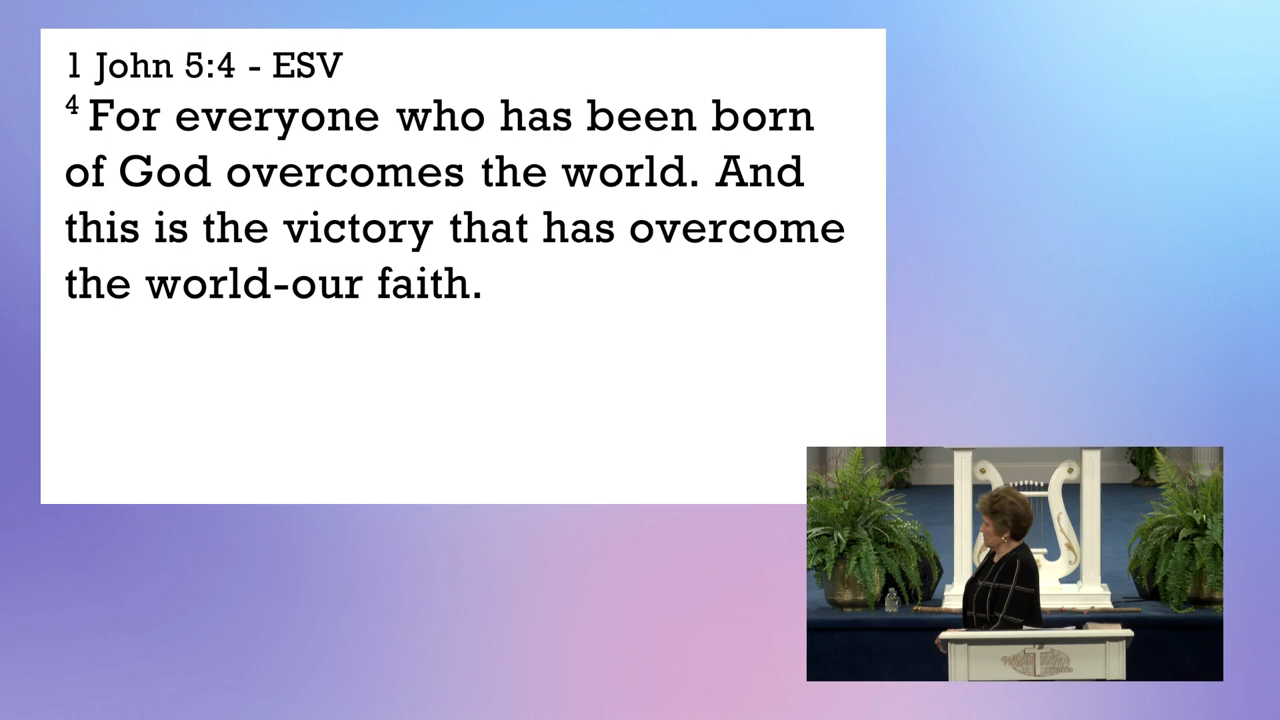 1 John 5:4 - ESV
4 For everyone who has been born
of God overcomes the world. And
this is the victory that has overcome
the world-our faith.